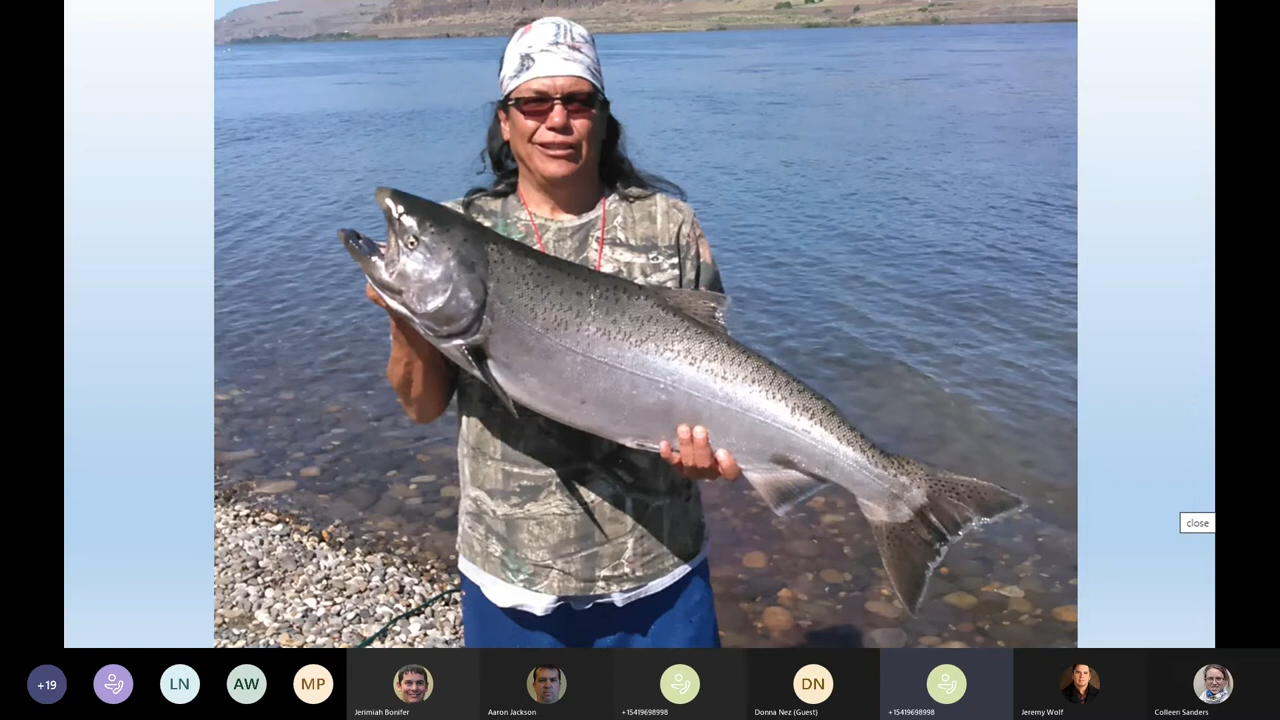 close
+19
LN
AW
MP
Jerimiah Bonifer
Aaron Jackson
+15419698998
DN
Donna Nez (Guest)
+15419698998
Jeremy Wolf
Colleen Sanders